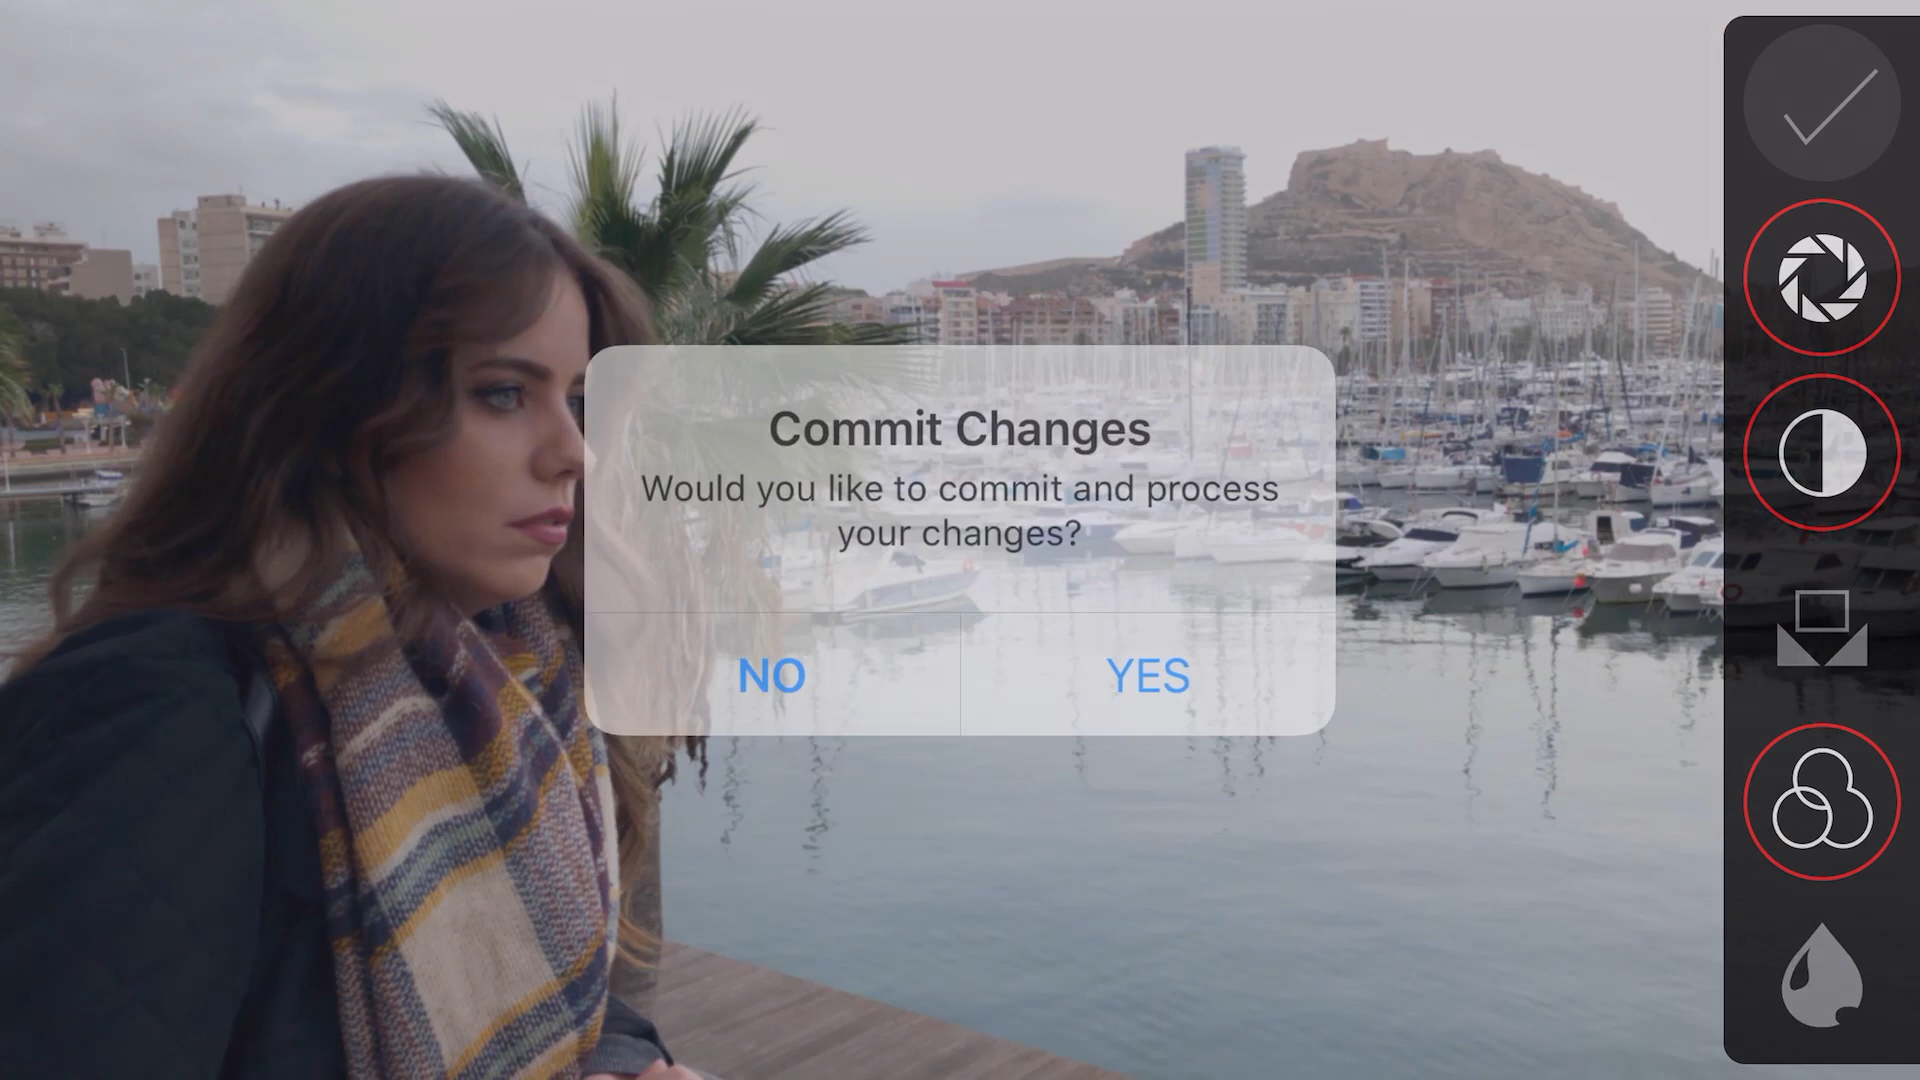 Commit Changes
Would you like to commit and process
your changes?
NO
YES